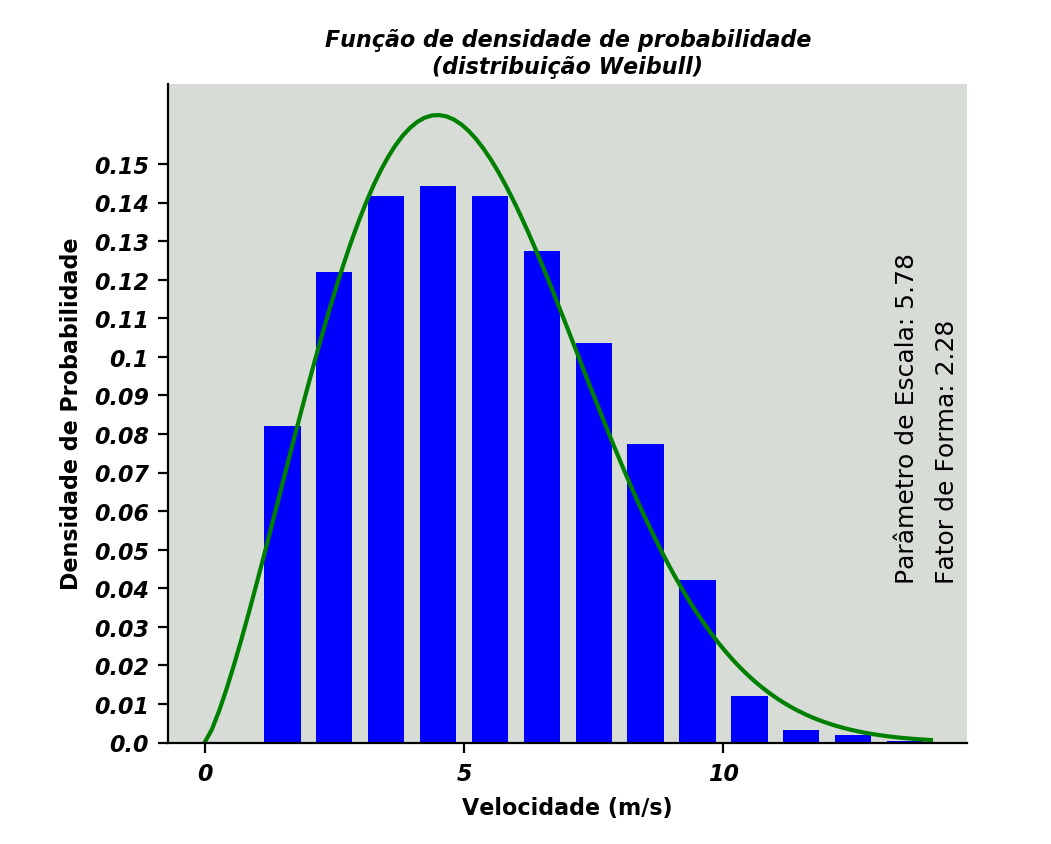 Função de densidade de probabilidade
(distribuição Weibull)
Densidade de Probabilidade
0.15
0.14
0.13
0.12
0.11
0.1
0.09
0.08
0.07
0.06
0.05
0.04
0.03
0.02
0.01
0.0
Parâmetro de Escala: 5.78
Fator de Forma: 2.28
0 5 10
Velocidade (m/s)